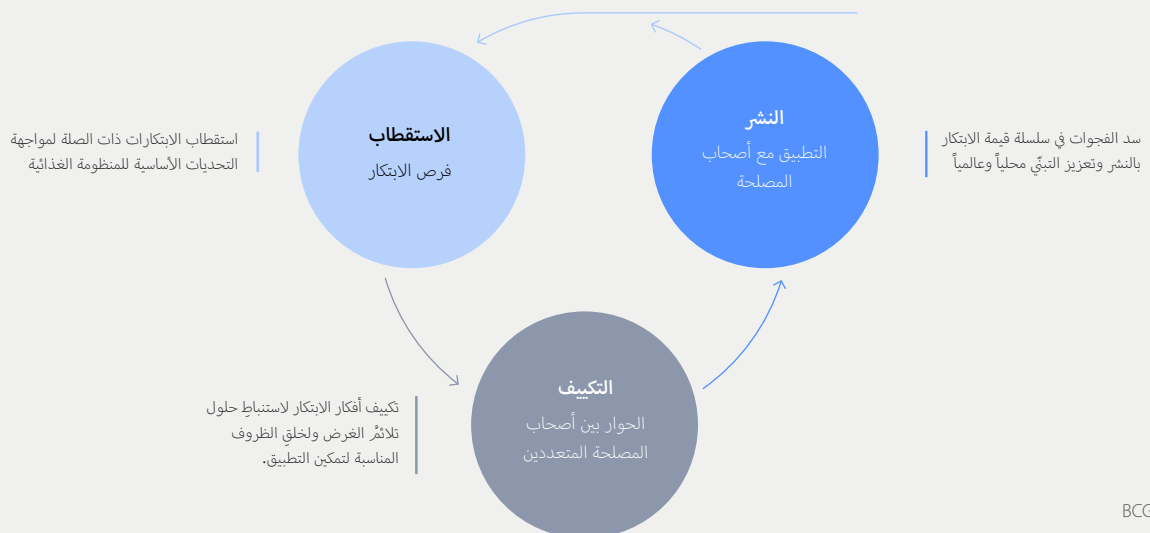 النشر
التطبيق مع أصحاب
المصلحة
سد الفجوات في سلسلة قيمة الابتكار
بالنشر وتعزيز التبنّي محلياً وعالمياً
الاستقطاب
فرص الابتكار
استقطاب الابتكارات ذات الصلة لمواجهة
التحديات الأساسية للمنظومة الغذائية
التكييف
الحوار بين أصحاب
المصلحة المتعددين
تكييف أفكار الابتكار لاستنباطِ حلول
تلائمُ الغرض ولخلقِ الظروف
المناسبة لتمكين التطبيق.
BCG